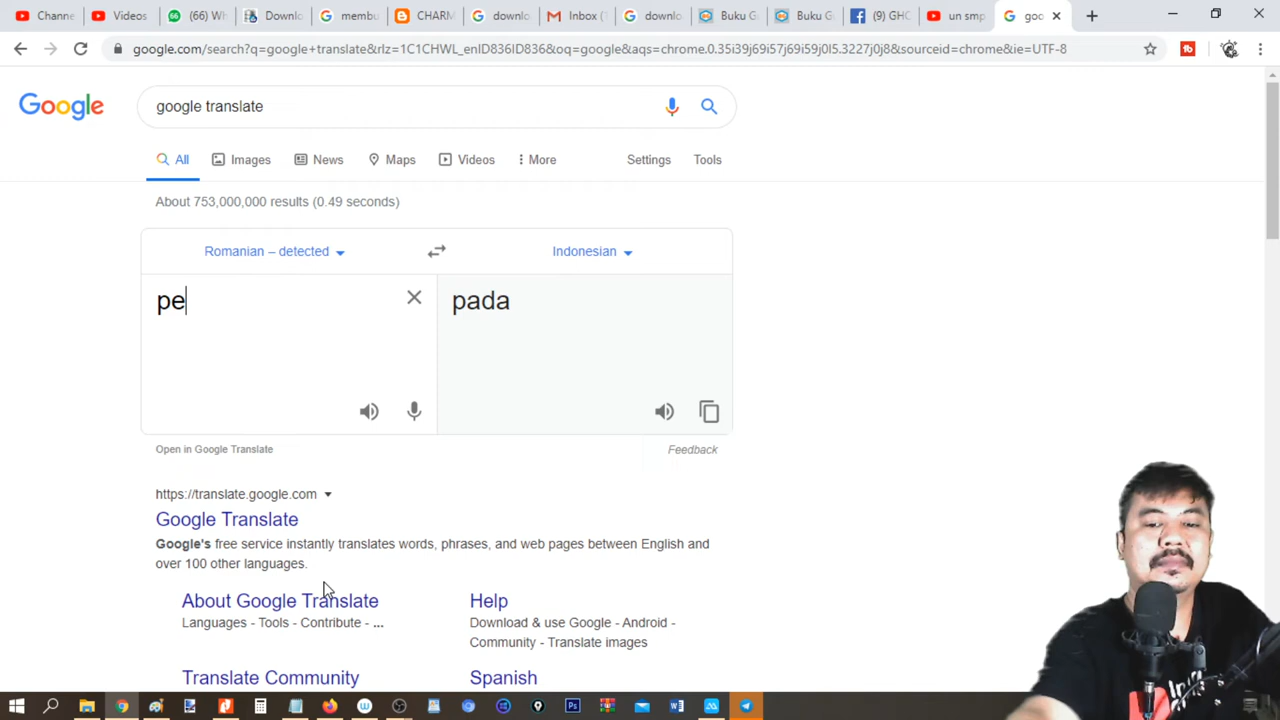 Channe
Videos
(66) W
Downlo
membu
CHARM
downlo
Inbox (
downlo
Buku G
Buku G
(9) GHC
un smp
goo
google.com/search?q=google+translate&rlz=1C1CHWL_enID836ID836&oq=google&aqs=chrome.0.35i39j69i57j69i59j0l5.3227j0j8&sourceid=chrome&ie=UTF-8
Google
google translate
All Images News Maps Videos More Settings Tools
About 753,000,000 results (0.49 seconds)
Romanian – detected Indonesian
pe pada
Open in Google Translate Feedback
https://translate.google.com
Google Translate
Google's free service instantly translates words, phrases, and web pages between English and
over 100 other languages.
About Google Translate
Languages - Tools - Contribute - ...
Help
Download & use Google - Android -
Community - Translate images
Translate Community
Spanish